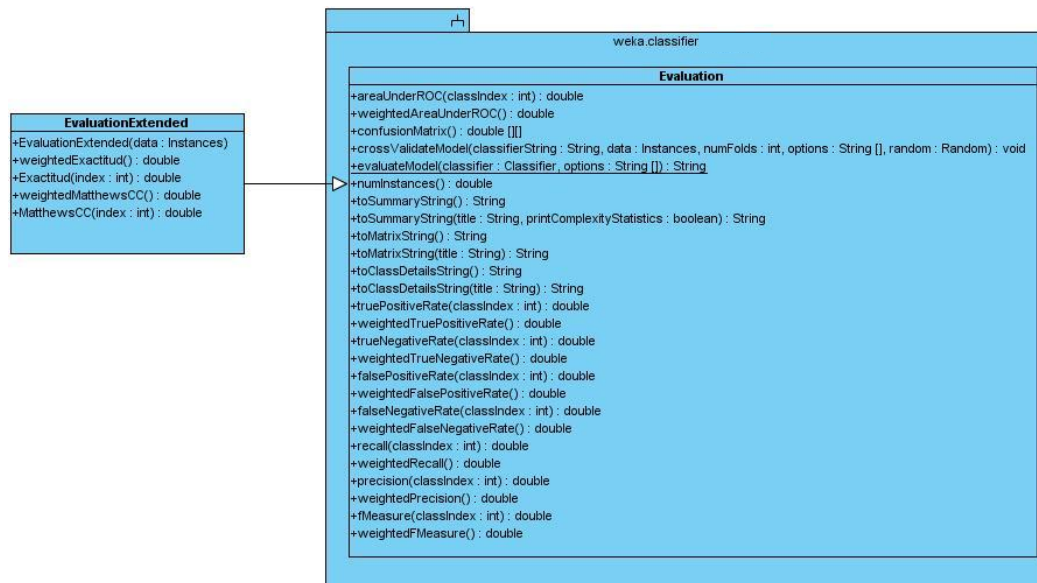 EvaluationExtended
+EvaluationExtended(data : Instances)
+weightedExactitud() : double
+Exactitud(index : int) : double
+weightedMatthewsCC() : double
+MatthewsCC(index : int) : double
weka.classifier
Evaluation
+areaUnderROC(classIndex : int) : double
+weightedAreaUnderROC() : double
+confusionMatrix() : double [][]
+crossValidateModel(classifierString : String, data : Instances, numFolds : int, options : String [], random : Random) : void
+evaluateModel(classifier : Classifier, options : String []) : String
+numInstances() : double
+toSummaryString() : String
+toSummaryString(title : String, printComplexityStatistics : boolean) : String
+toMatrixString() : String
+toMatrixString(title : String) : String
+toClassDetailsString() : String
+toClassDetailsString(title : String) : String
+truePositiveRate(classIndex : int) : double
+weightedTruePositiveRate() : double
+trueNegativeRate(classIndex : int) : double
+weightedTrueNegativeRate() : double
+falsePositiveRate(classIndex : int) : double
+weightedFalsePositiveRate() : double
+falseNegativeRate(classIndex : int) : double
+weightedFalseNegativeRate() : double
+recall(classIndex : int) : double
+weightedRecall() : double
+precision(classIndex : int) : double
+weightedPrecision() : double
+fMeasure(classIndex : int) : double
+weightedFMeasure() : double